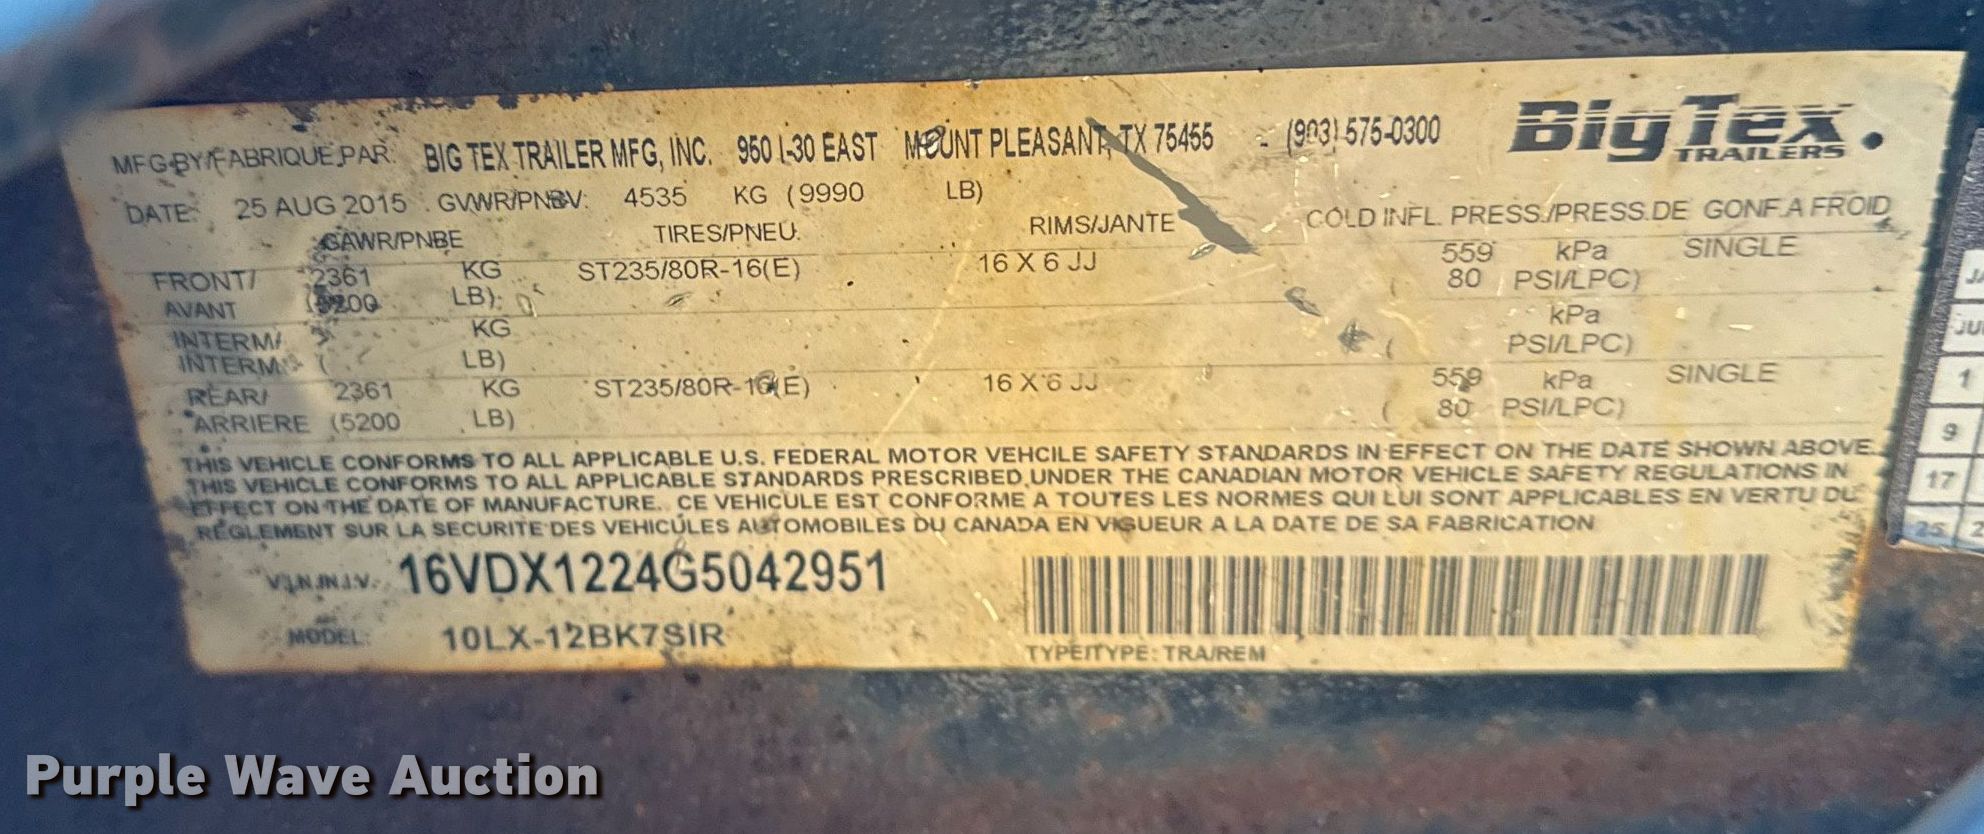 MFG.BY/FABRIQUE PAR: BIG TEX TRAILER MFG, INC. 950 I-30 EAST MOUNT PLEASANT, TX 75455 - (903) 575-0300 BigTex TRAILERS
DATE: 25 AUG 2015 GVWR/PNBV: 4535 KG (9990 LB)
GAWR/PNBE TIRES/PNEU. RIMS/JANTE COLD INFL. PRESS./PRESS.DE GONF.A FROID
FRONT/ 2361 KG ST235/80R-16(E) 16 X 6 JJ 559 kPa SINGLE
AVANT (5200 LB) ( 80 PSI/LPC)
INTERM/ KG kPa
INTERM: ( LB) ( PSI/LPC)
REAR/ 2361 KG ST235/80R-16(E) 16 X 6 JJ 559 kPa SINGLE
ARRIERE (5200 LB) ( 80 PSI/LPC)
THIS VEHICLE CONFORMS TO ALL APPLICABLE U.S. FEDERAL MOTOR VEHCILE SAFETY STANDARDS IN EFFECT ON THE DATE SHOWN ABOVE.
THIS VEHICLE CONFORMS TO ALL APPLICABLE STANDARDS PRESCRIBED UNDER THE CANADIAN MOTOR VEHICLE SAFETY REGULATIONS IN
EFFECT ON THE DATE OF MANUFACTURE. CE VEHICULE EST CONFORME A TOUTES LES NORMES QUI LUI SONT APPLICABLES EN VERTU DU
REGLEMENT SUR LA SECURITE DES VEHICULES AUTOMOBILES DU CANADA EN VIGUEUR A LA DATE DE SA FABRICATION
V.I.N./N.I.V. 16VDX1224G5042951
MODEL: 10LX-12BK7SIR
TYPE/TYPE: TRA/REM
1
9
17
25
Purple Wave Auction